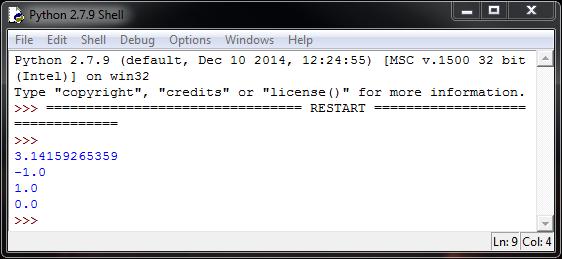 Python 2.7.9 Shell
File Edit Shell Debug Options Windows Help
Python 2.7.9 (default, Dec 10 2014, 12:24:55) [MSC v.1500 32 bit
(Intel)] on win32
Type "copyright", "credits" or "license()" for more information.
>>> ================================ RESTART ===================
=============
>>>
3.14159265359
-1.0
1.0
0.0
>>>
Ln: 9 Col: 4